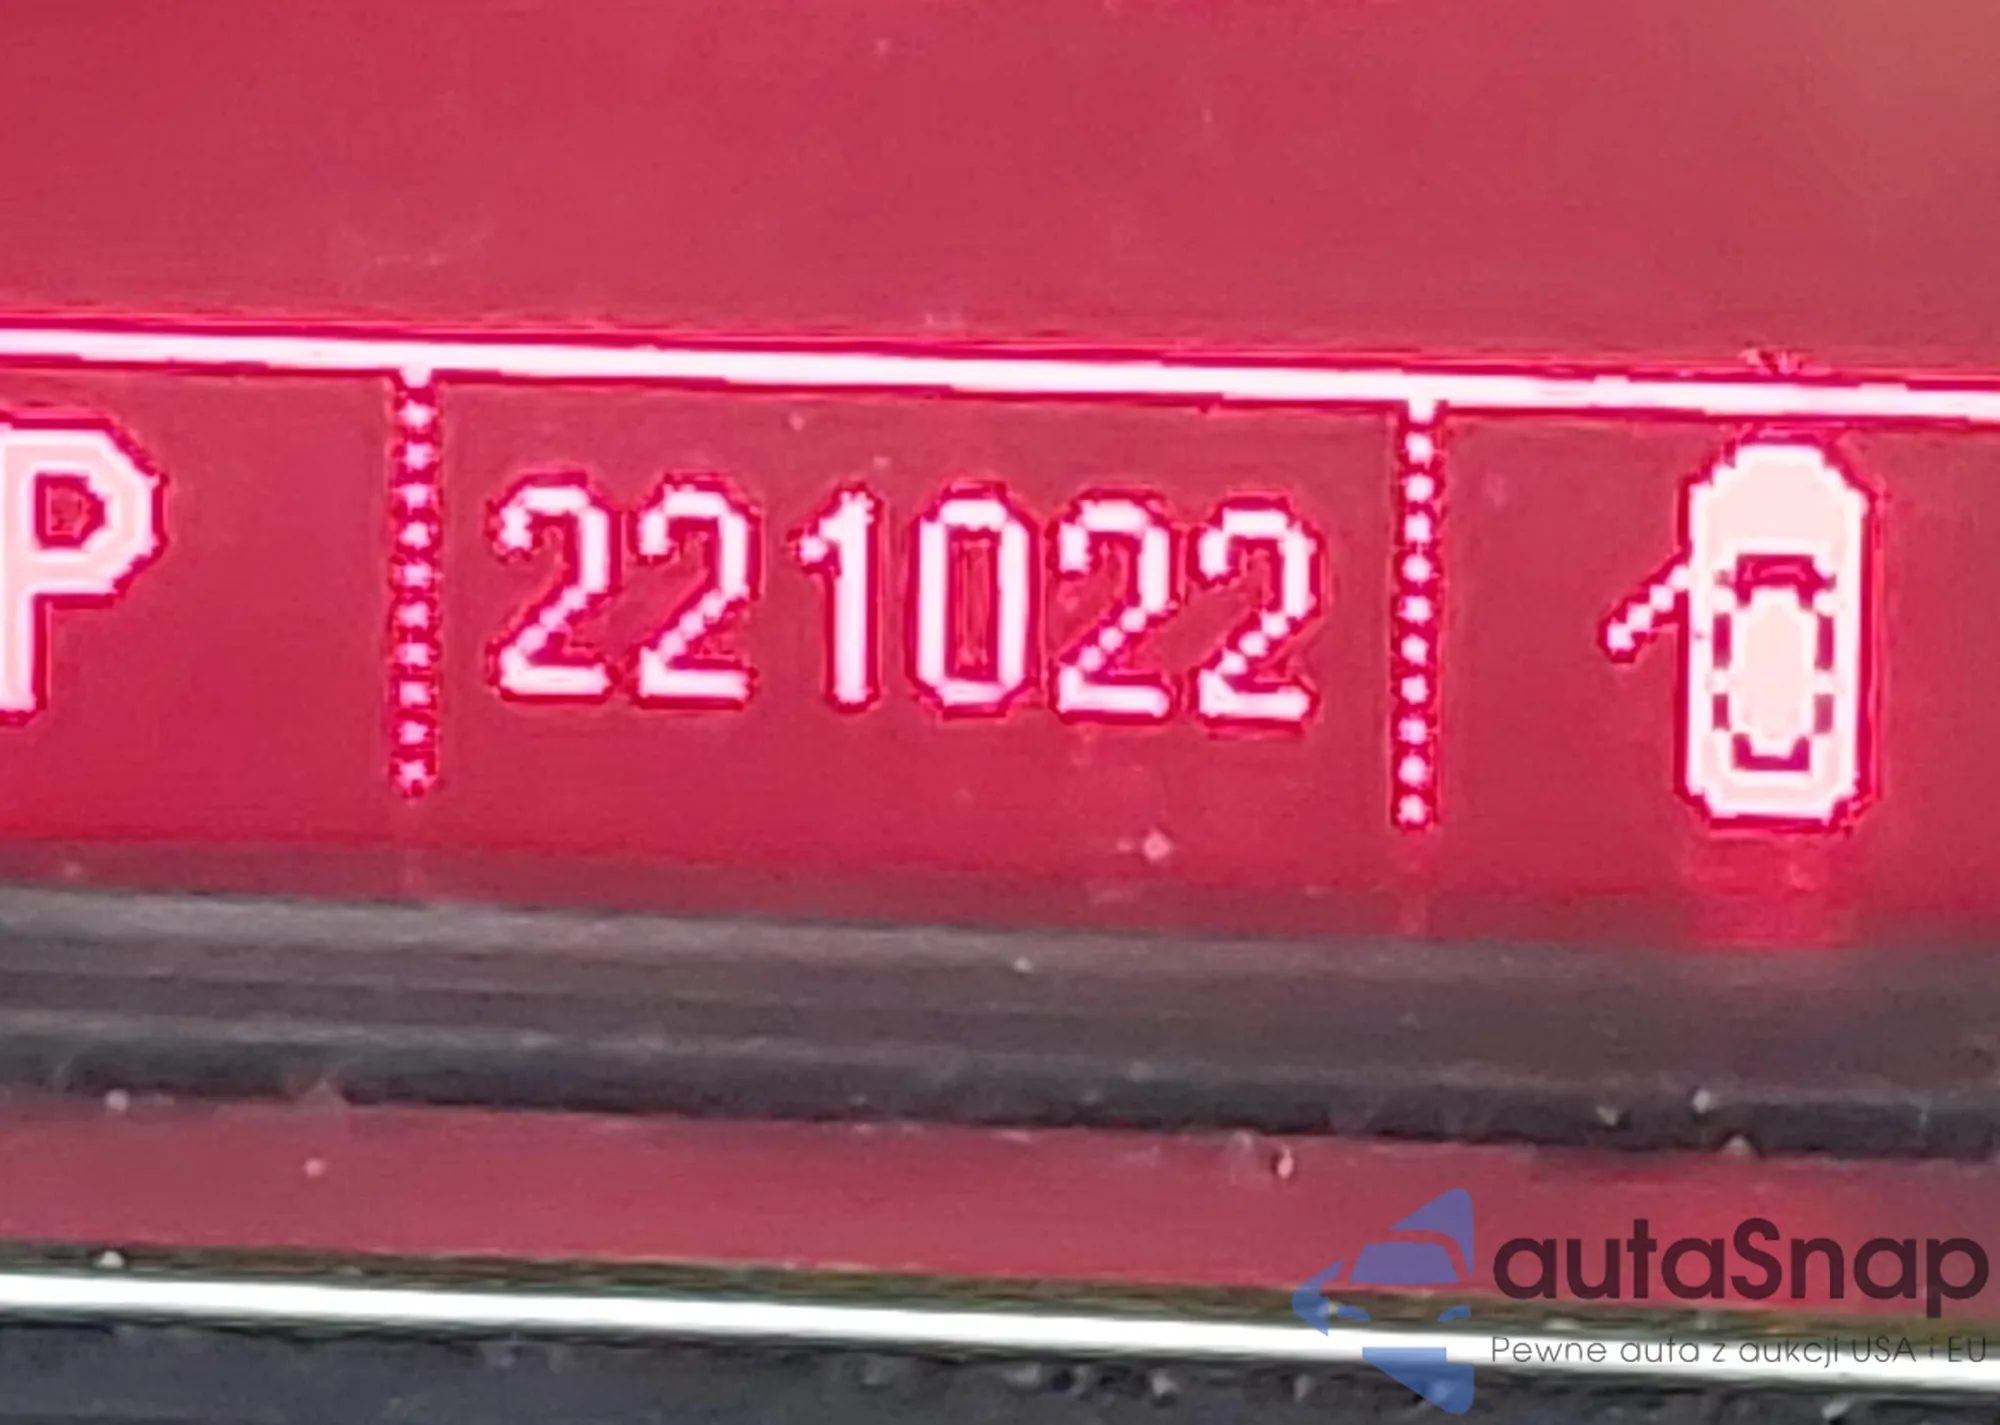 P 221022
autaSnap
Pewne auta z aukcji USA i EU